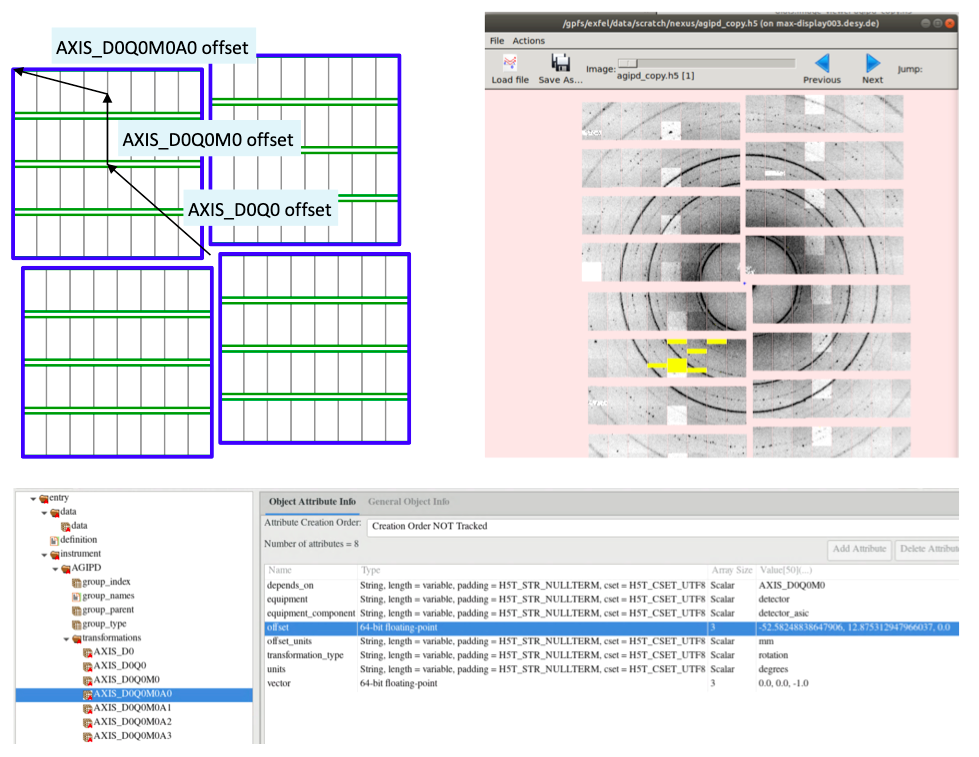 AXIS_D0Q0M0A0 offset
AXIS_D0Q0M0 offset
AXIS_D0Q0 offset
/gpfs/exfel/data/scratch/nexus/agipd_copy.h5 (on max-display003.desy.de)
File Actions
Load file Save As... Image: agipd_copy.h5 [1] Previous Next Jump:
entry
data
data
definition
instrument
AGIPD
group_index
group_names
group_parent
group_type
transformations
AXIS_D0
AXIS_D0Q0
AXIS_D0Q0M0
AXIS_D0Q0M0A0
AXIS_D0Q0M0A1
AXIS_D0Q0M0A2
AXIS_D0Q0M0A3
Object Attribute Info General Object Info
Attribute Creation Order: Creation Order NOT Tracked
Number of attributes = 8
Add Attribute Delete Attribute
Name Type Array Size Value[50](...)
depends_on String, length = variable, padding = H5T_STR_NULLTERM, cset = H5T_CSET_UTF8 Scalar AXIS_D0Q0M0
equipment String, length = variable, padding = H5T_STR_NULLTERM, cset = H5T_CSET_UTF8 Scalar detector
equipment_component String, length = variable, padding = H5T_STR_NULLTERM, cset = H5T_CSET_UTF8 Scalar detector_asic
offset 64-bit floating-point 3 -52.58248838647906, 12.875312947966037, 0.0
offset_units String, length = variable, padding = H5T_STR_NULLTERM, cset = H5T_CSET_UTF8 Scalar mm
transformation_type String, length = variable, padding = H5T_STR_NULLTERM, cset = H5T_CSET_UTF8 Scalar rotation
units String, length = variable, padding = H5T_STR_NULLTERM, cset = H5T_CSET_UTF8 Scalar degrees
vector 64-bit floating-point 3 0.0, 0.0, -1.0